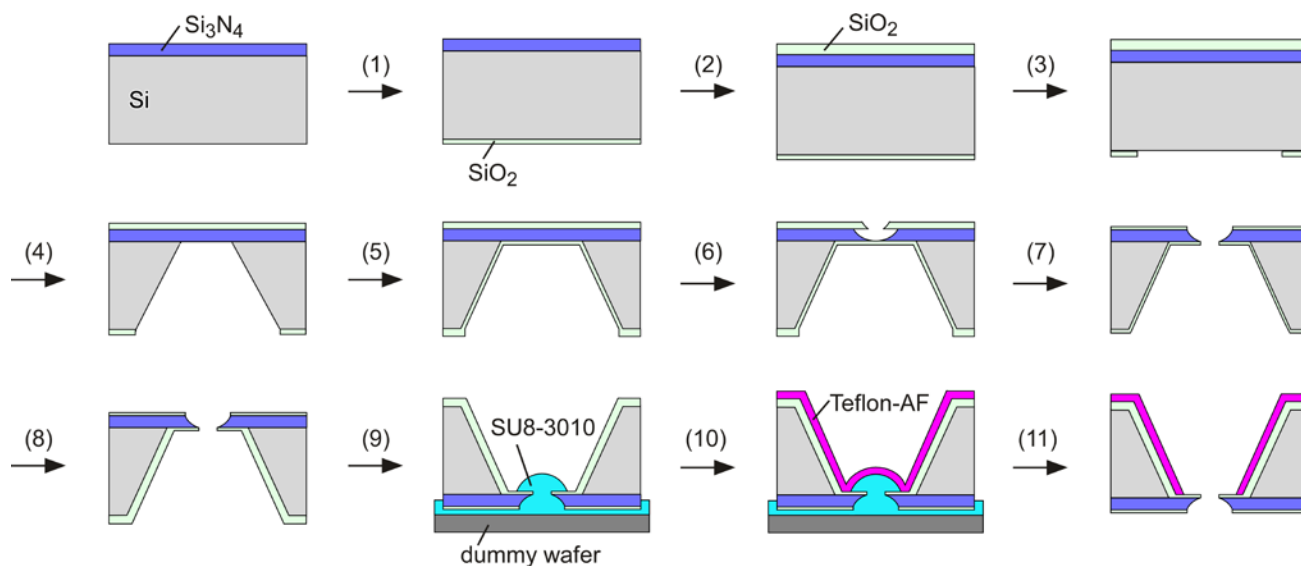 Si3N4
SiO2
(1)
(2)
(3)
Si
SiO2
(4)
(5)
(6)
(7)
Teflon-AF
(8)
(9)
SU8-3010
(10)
(11)
dummy wafer